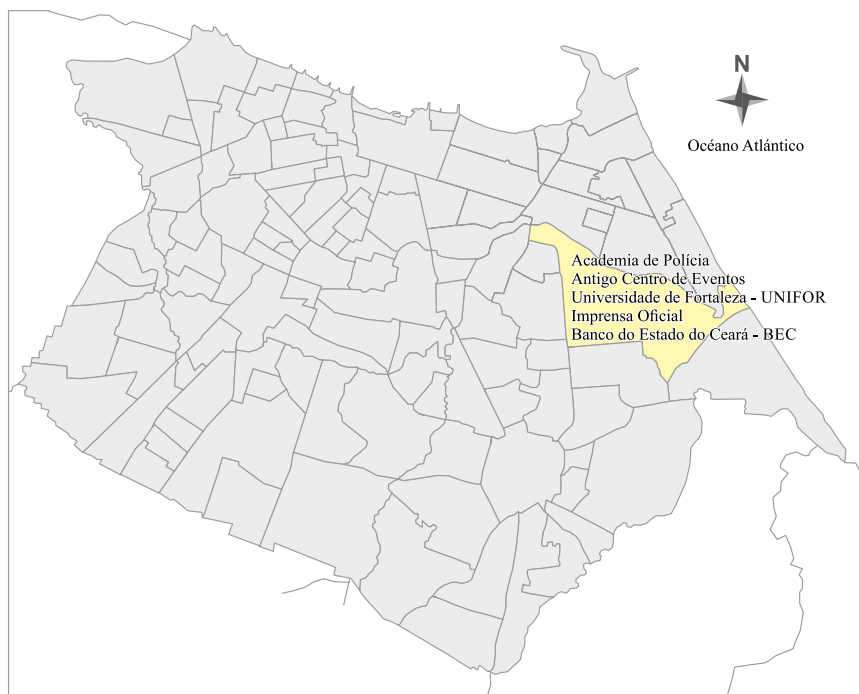 N
Océano Atlántico
Academia de Polícia
Antigo Centro de Eventos
Universidade de Fortaleza - UNIFOR
Imprensa Oficial
Banco do Estado do Ceará - BEC